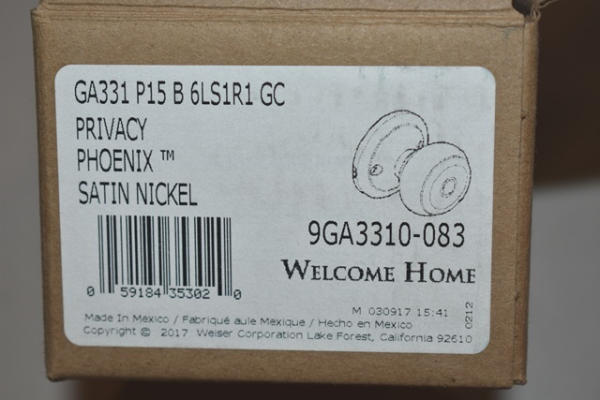 GA331 P15 B 6LS1R1 GC
PRIVACY
PHOENIX ™
SATIN NICKEL
9GA3310-083
WELCOME HOME
0 59184 35302 0
M 030917 15:41
0212
Made In Mexico / Fabriqué aule Mexique / Hecho en Mexico
Copyright © 2017 Weiser Corporation Lake Forest, California 92610